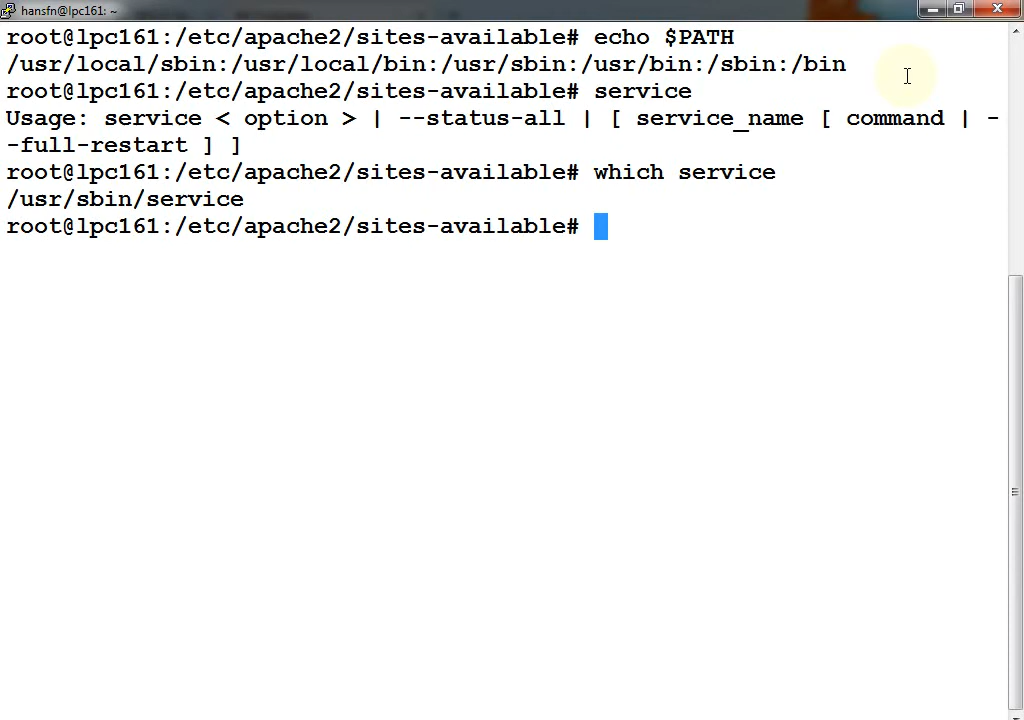 hansfn@lpc161: ~
root@lpc161:/etc/apache2/sites-available# echo $PATH
/usr/local/sbin:/usr/local/bin:/usr/sbin:/usr/bin:/sbin:/bin
root@lpc161:/etc/apache2/sites-available# service
Usage: service < option > | --status-all | [ service_name [ command | -
-full-restart ] ]
root@lpc161:/etc/apache2/sites-available# which service
/usr/sbin/service
root@lpc161:/etc/apache2/sites-available#